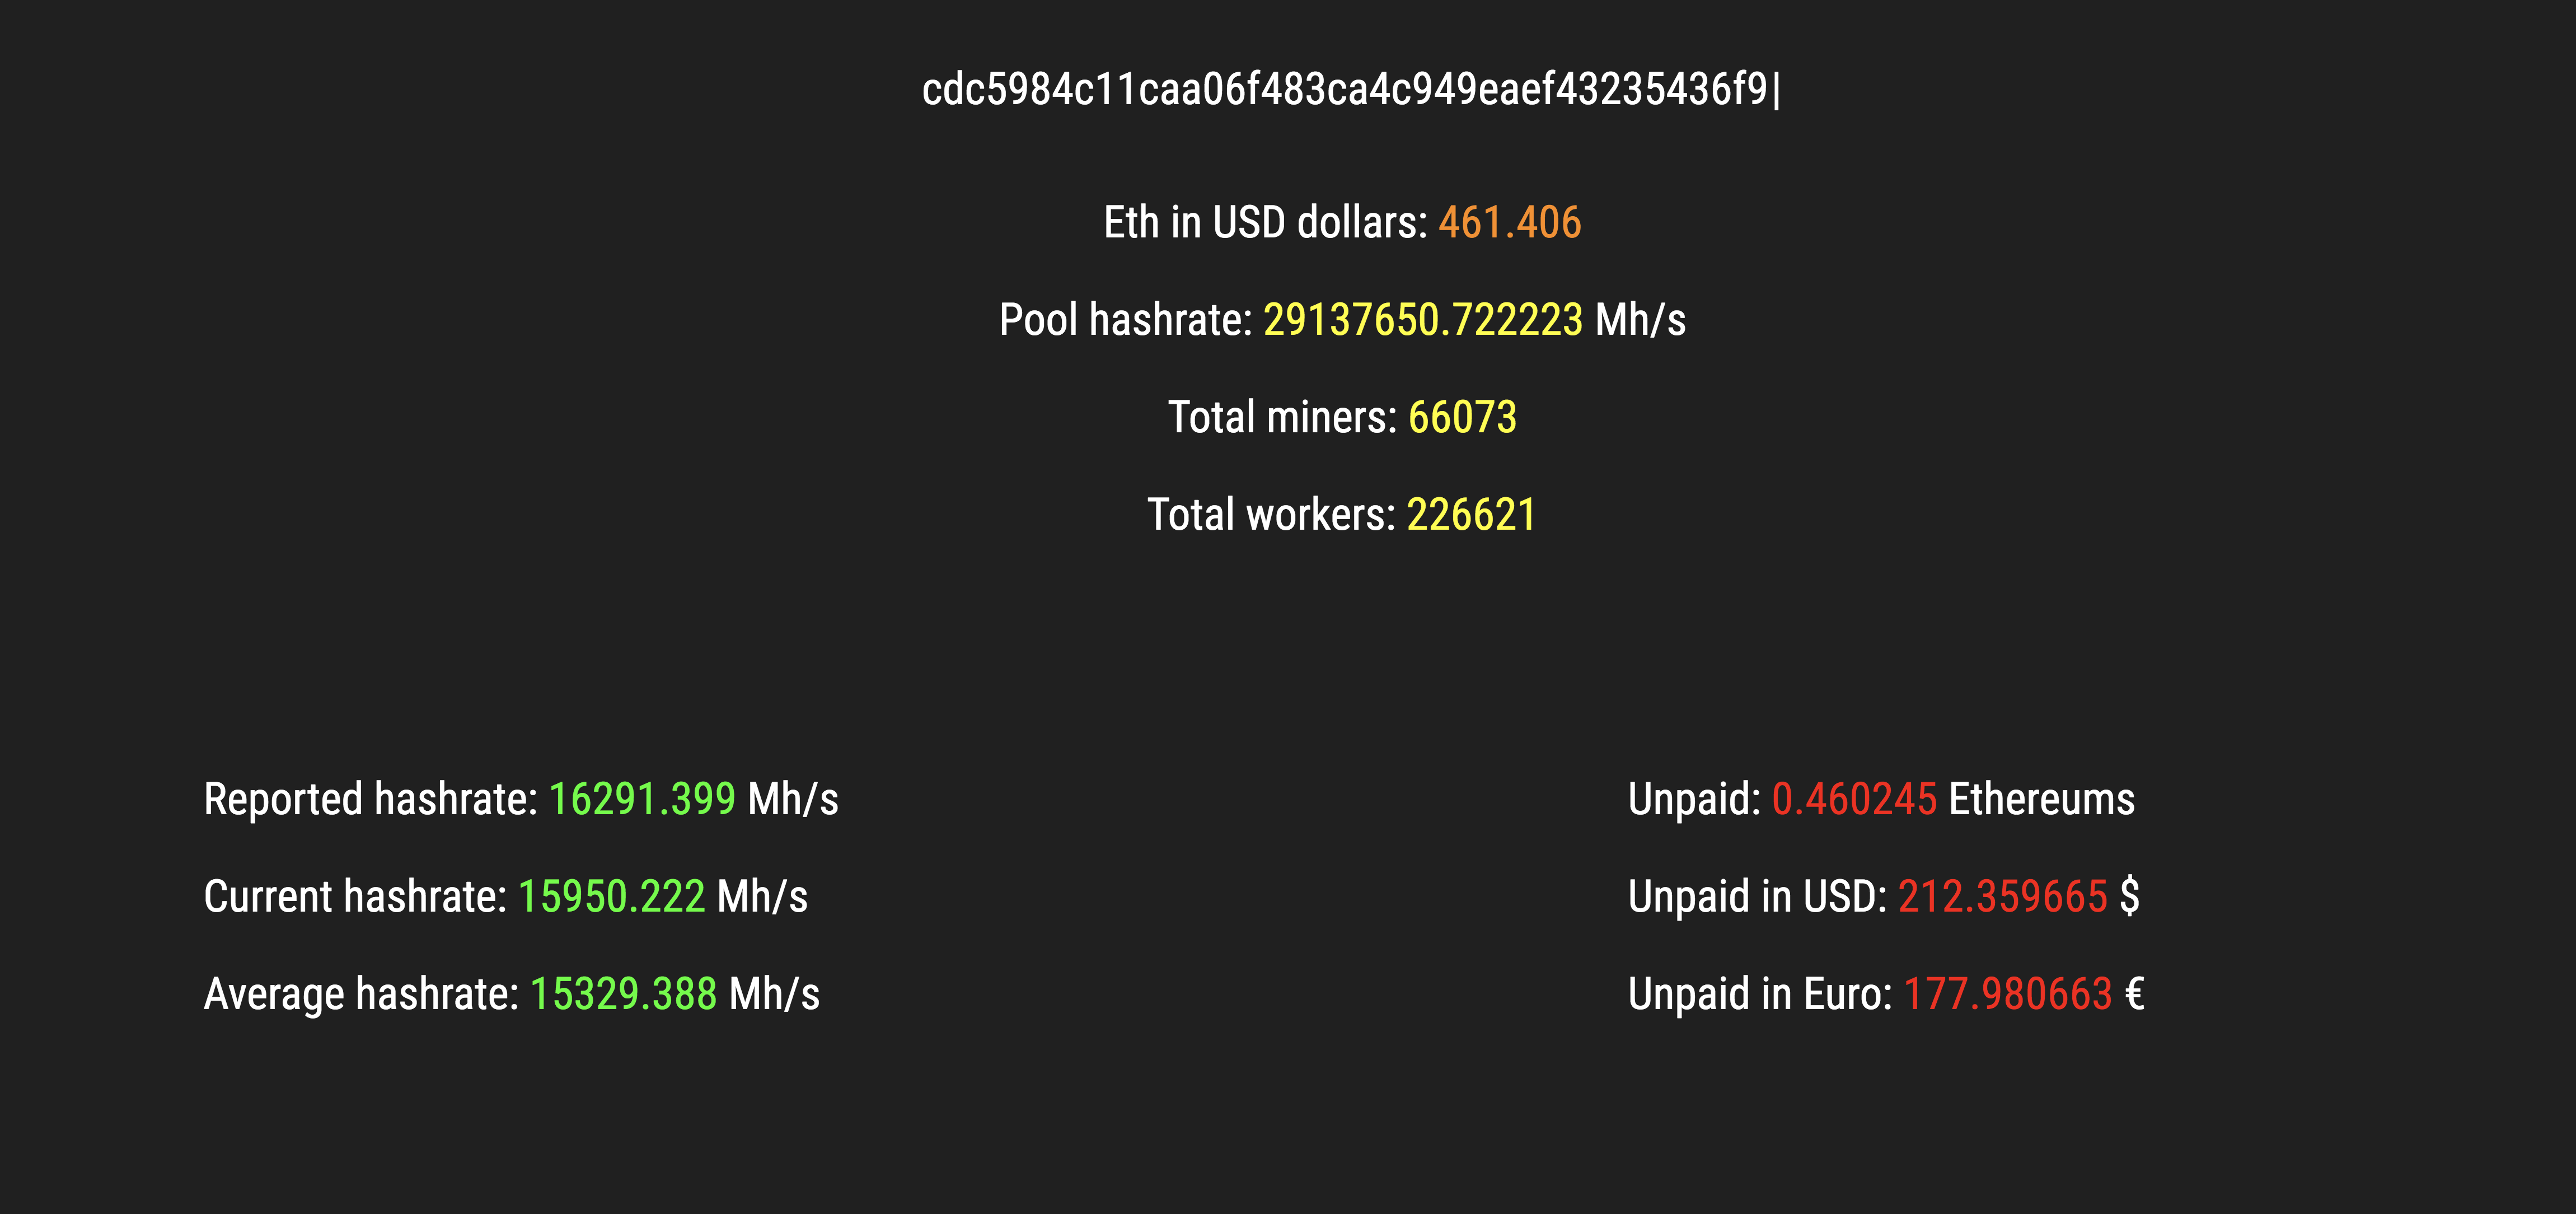 cdc5984c11caa06f483ca4c949eaef43235436f9|
Eth in USD dollars: 461.406
Pool hashrate: 29137650.722223 Mh/s
Total miners: 66073
Total workers: 226621
Reported hashrate: 16291.399 Mh/s
Current hashrate: 15950.222 Mh/s
Average hashrate: 15329.388 Mh/s
Unpaid: 0.460245 Ethereums
Unpaid in USD: 212.359665 $
Unpaid in Euro: 177.980663 €